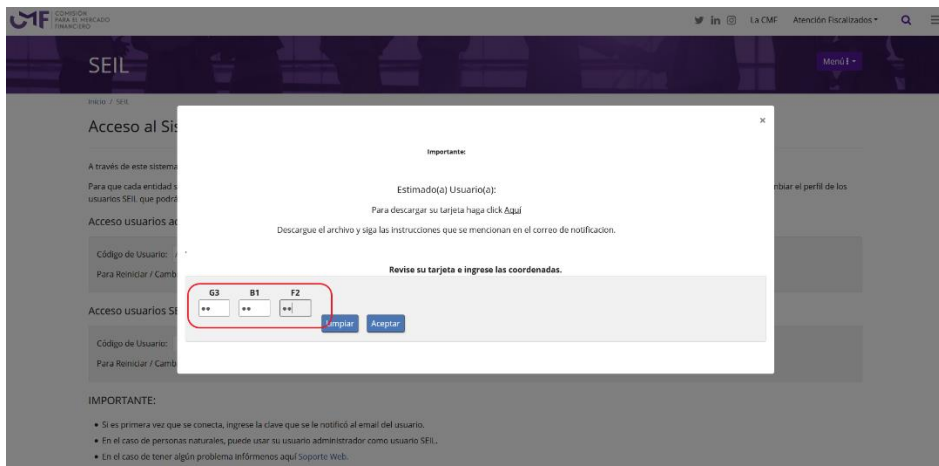 CMF COMISIÓN PARA EL MERCADO FINANCIERO
La CMF Atención Fiscalizados
SEIL
Menú
Inicio / SEIL
Acceso al Sis
×
Importante:
A través de este sistema
Estimado(a) Usuario(a):
Para que cada entidad s
mbiar el perfil de los
usuarios SEIL que podrá
Para descargar su tarjeta haga click Aquí
Acceso usuarios ad
Descargue el archivo y siga las instrucciones que se mencionan en el correo de notificacion.
Código de Usuario:
Para Reiniciar / Camb
Revise su tarjeta e ingrese las coordenadas.
G3 B1 F2
Acceso usuarios SE
Limpiar Aceptar
Código de Usuario:
Para Reiniciar / Camb
IMPORTANTE:
• Si es primera vez que se conecta, ingrese la clave que se le notificó al email del usuario.
• En el caso de personas naturales, puede usar su usuario administrador como usuario SEIL.
• En el caso de tener algún problema infórmenos aquí Soporte Web.